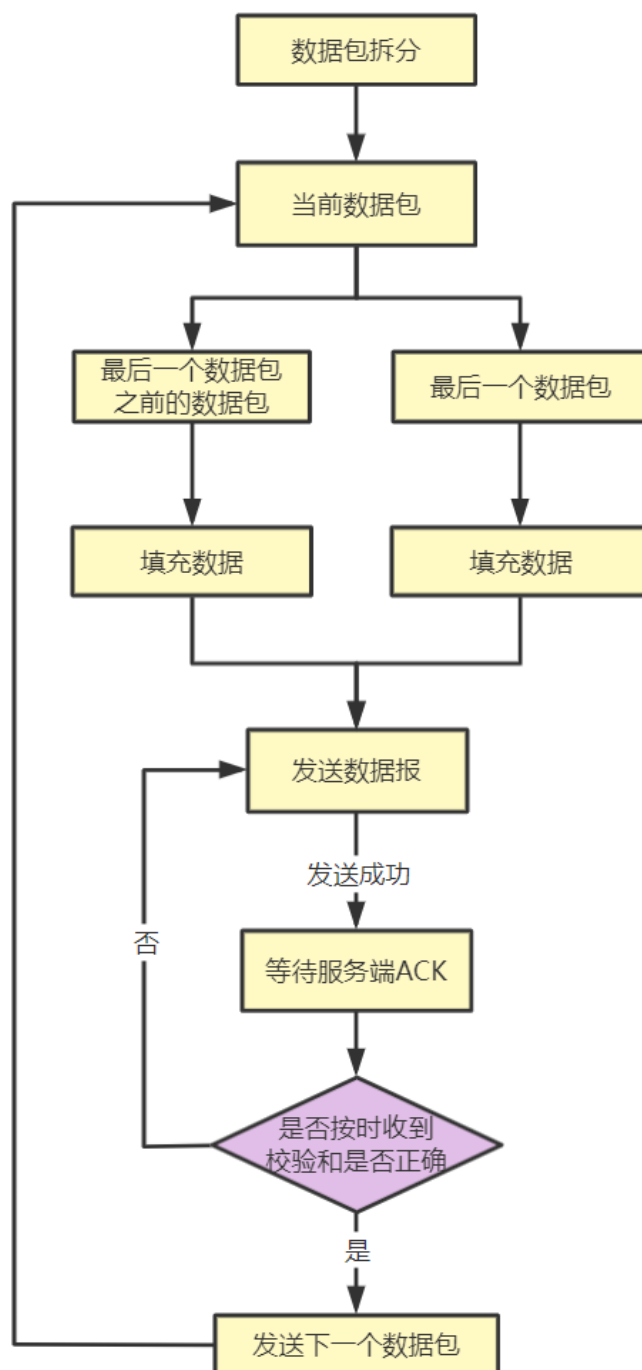 数据包拆分
当前数据包
最后一个数据包
之前的数据包
最后一个数据包
填充数据
填充数据
发送数据报
发送成功
否
等待服务端ACK
是否按时收到
校验和是否正确
是
发送下一个数据包